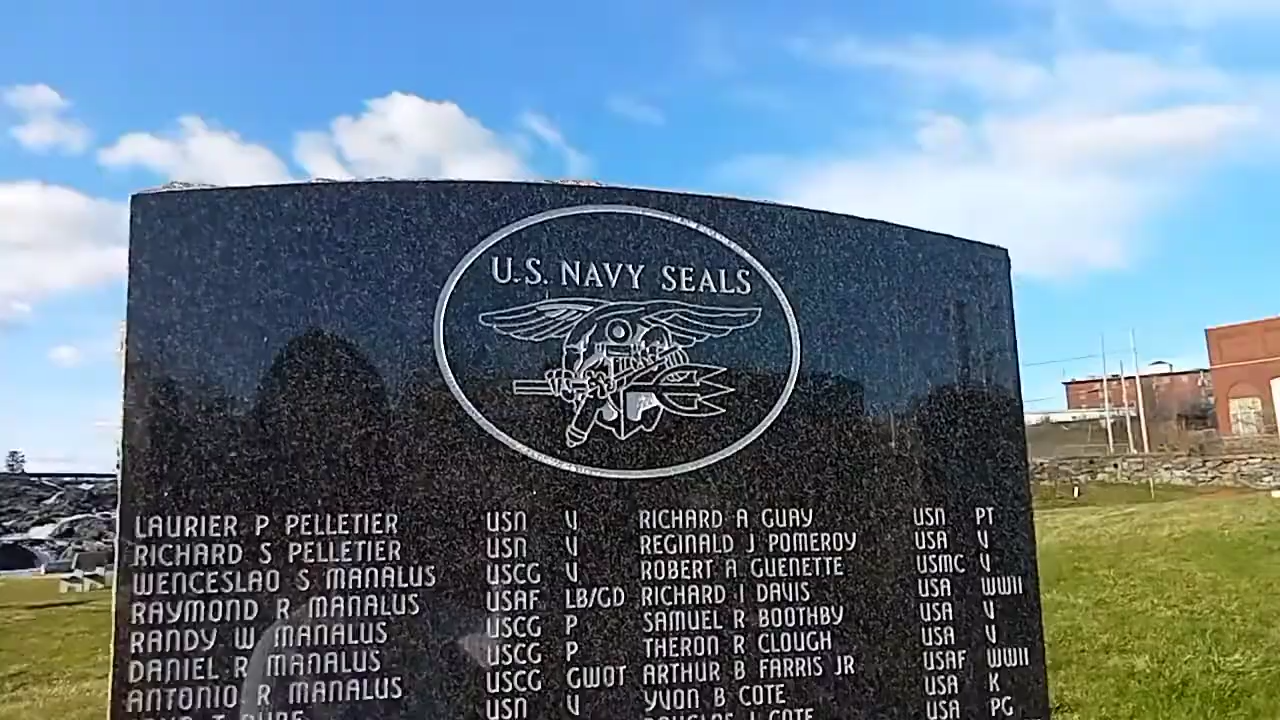 U.S. NAVY SEALS
LAURIER P PELLETIER USN V RICHARD A GUAY USN PT
RICHARD S PELLETIER USN V REGINALD J POMEROY USA V
WENCESLAO S MANALUS USCG V ROBERT A GUENETTE USMC V
RAYMOND R MANALUS USAF LB/GD RICHARD I DAVIS USA WWII
RANDY W MANALUS USCG P SAMUEL R BOOTHBY USA V
DANIEL R MANALUS USCG P THERON R CLOUGH USA V
ANTONIO R MANALUS USCG GWOT ARTHUR B FARRIS JR USAF WWII
USN V YVON B COTE USA K
DOUGLAS J COTE USA PG